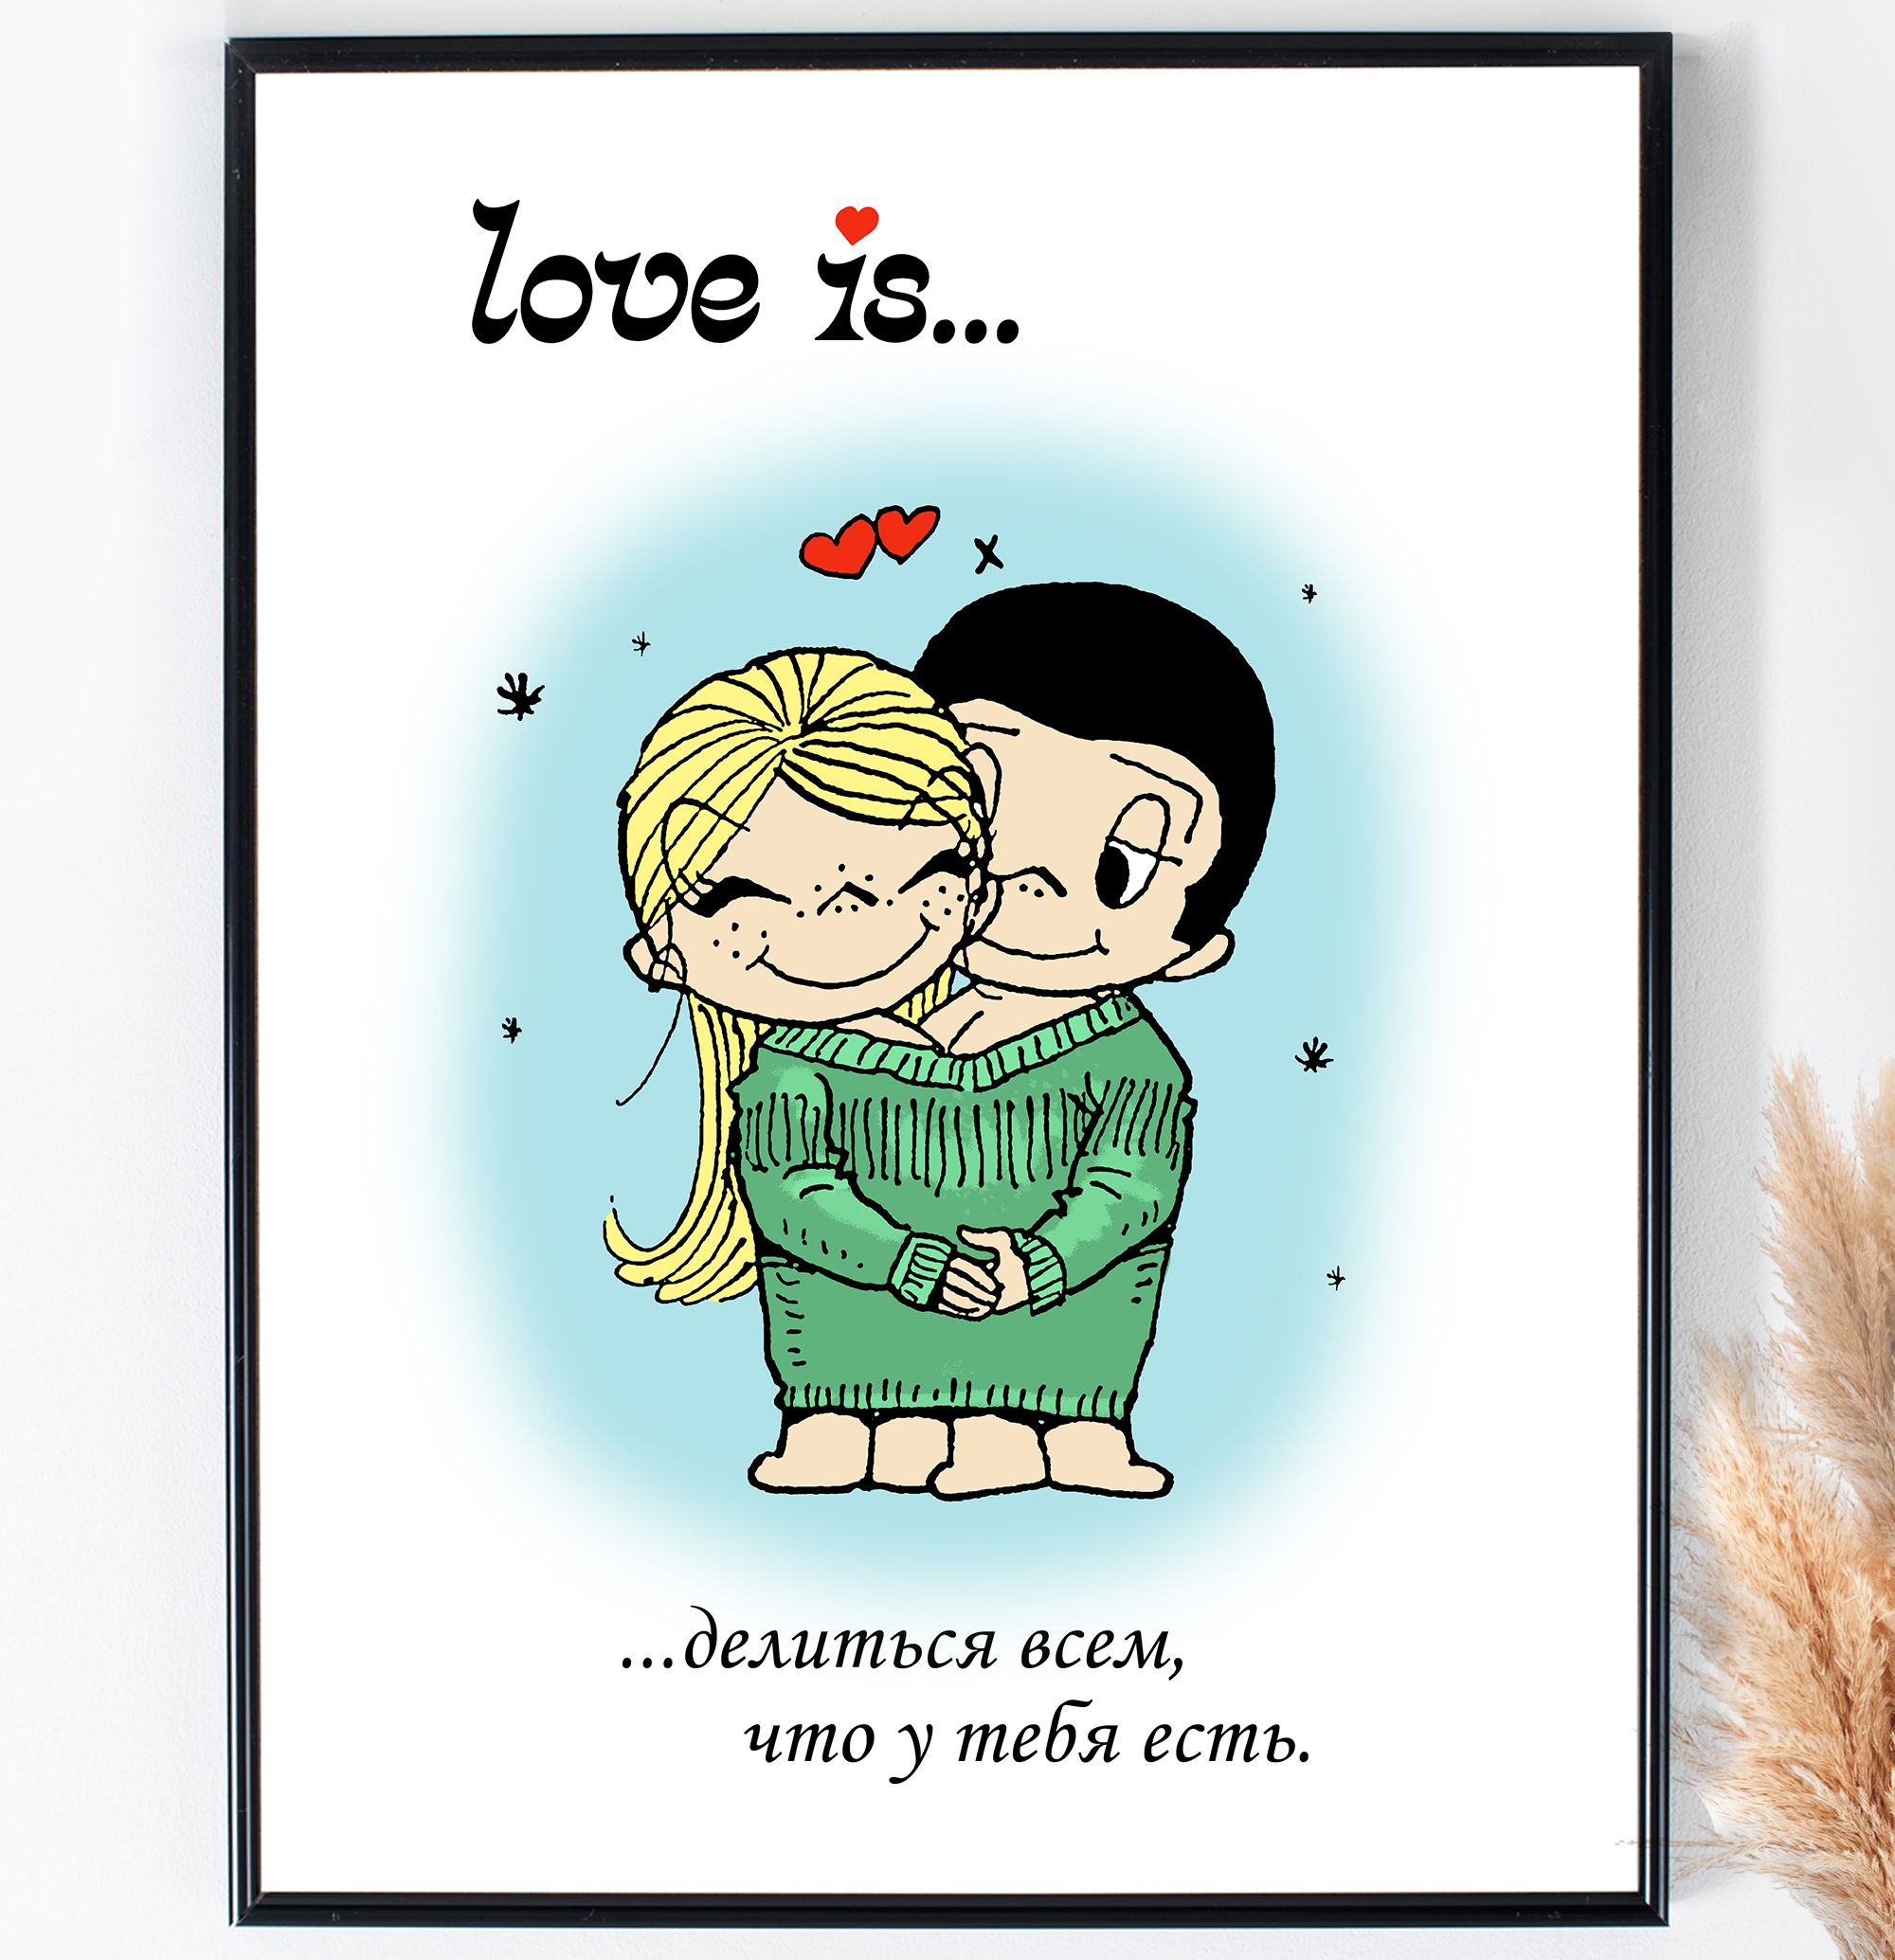 love is...
...делиться всем,
что у тебя есть.